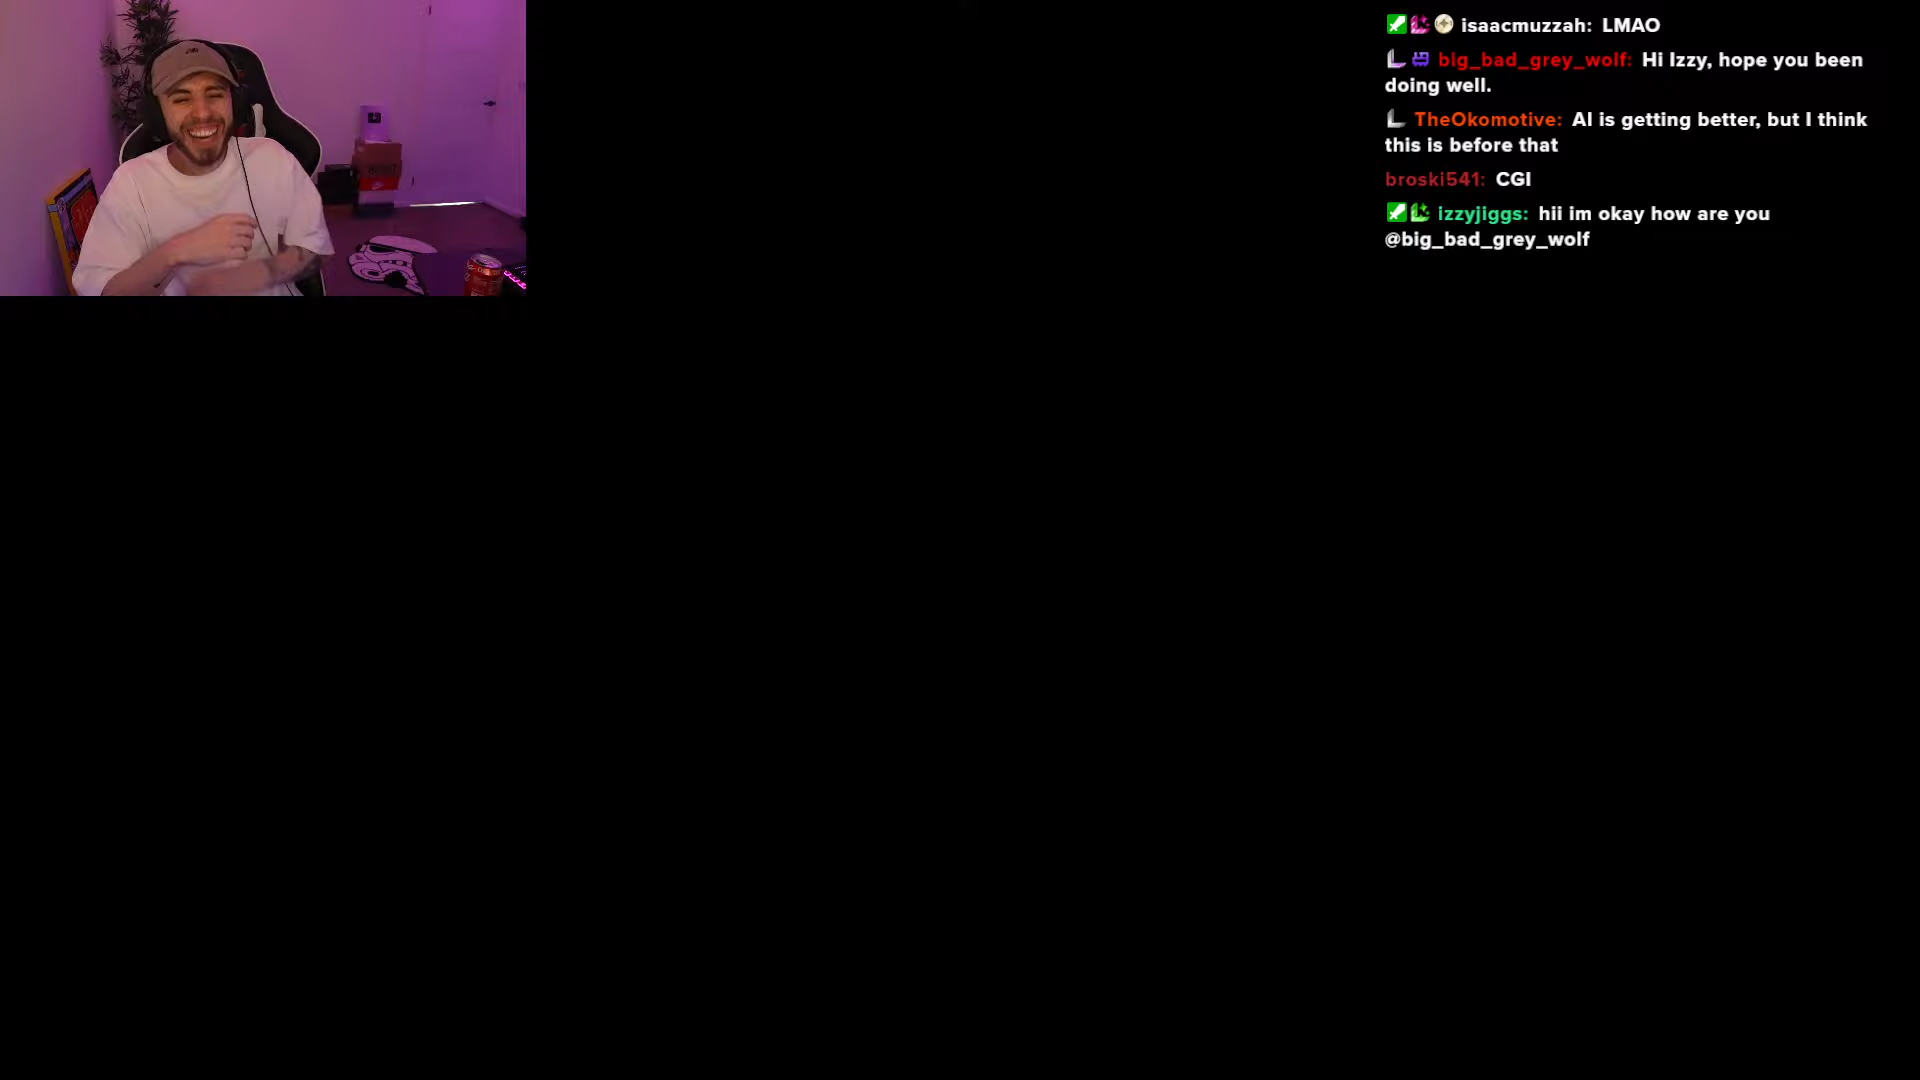 isaacmuzzah: LMAO
big_bad_grey_wolf: Hi Izzy, hope you been
doing well.
TheOkomotive: AI is getting better, but I think
this is before that
broski541: CGI
izzyjiggs: hii im okay how are you
@big_bad_grey_wolf